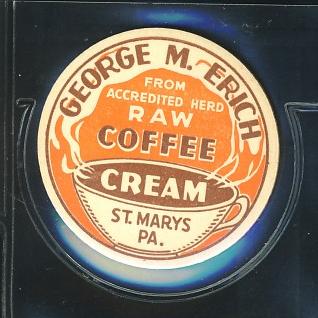 GEORGE M. ERICH
FROM
ACCREDITED HERD
RAW
COFFEE
CREAM
ST. MARYS
PA.